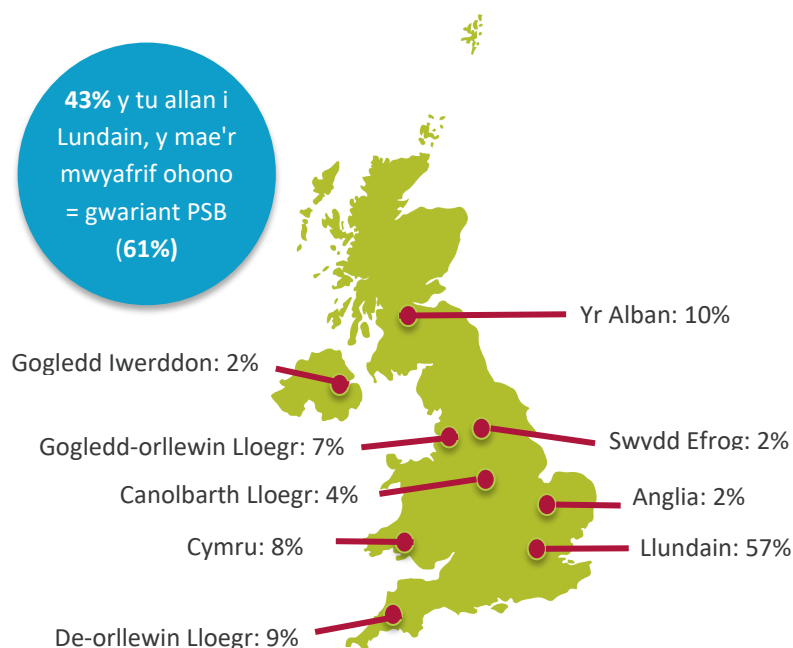 43% y tu allan i
Lundain, y mae'r
mwyafrif ohono
= gwariant PSB
(61%)
Yr Alban: 10%
Gogledd Iwerddon: 2%
Gogledd-orllewin Lloegr: 7%
Swydd Efrog: 2%
Canolbarth Lloegr: 4%
Anglia: 2%
Cymru: 8%
Llundain: 57%
De-orllewin Lloegr: 9%